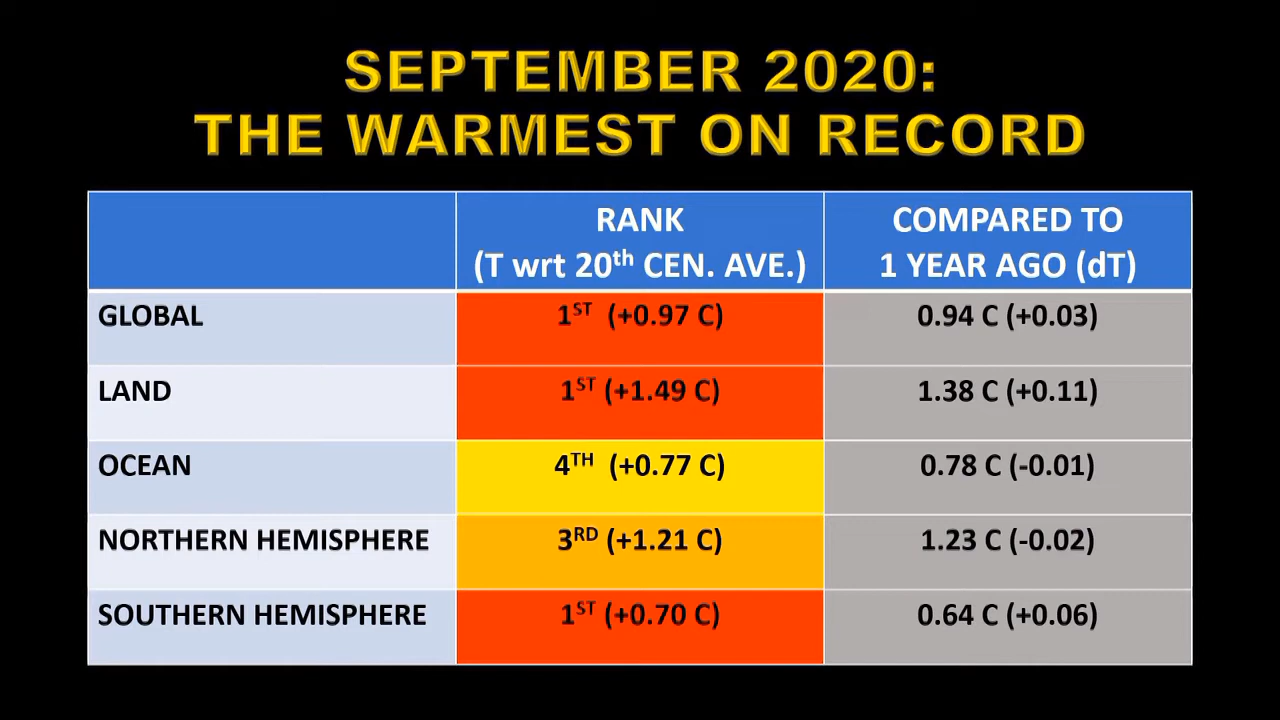 SEPTEMBER 2020:
THE WARMEST ON RECORD
RANK
(T wrt 20th CEN. AVE.)
COMPARED TO
1 YEAR AGO (dT)
GLOBAL
1ST (+0.97 C)
0.94 C (+0.03)
LAND
1ST (+1.49 C)
1.38 C (+0.11)
OCEAN
4TH (+0.77 C)
0.78 C (-0.01)
NORTHERN HEMISPHERE
3RD (+1.21 C)
1.23 C (-0.02)
SOUTHERN HEMISPHERE
1ST (+0.70 C)
0.64 C (+0.06)